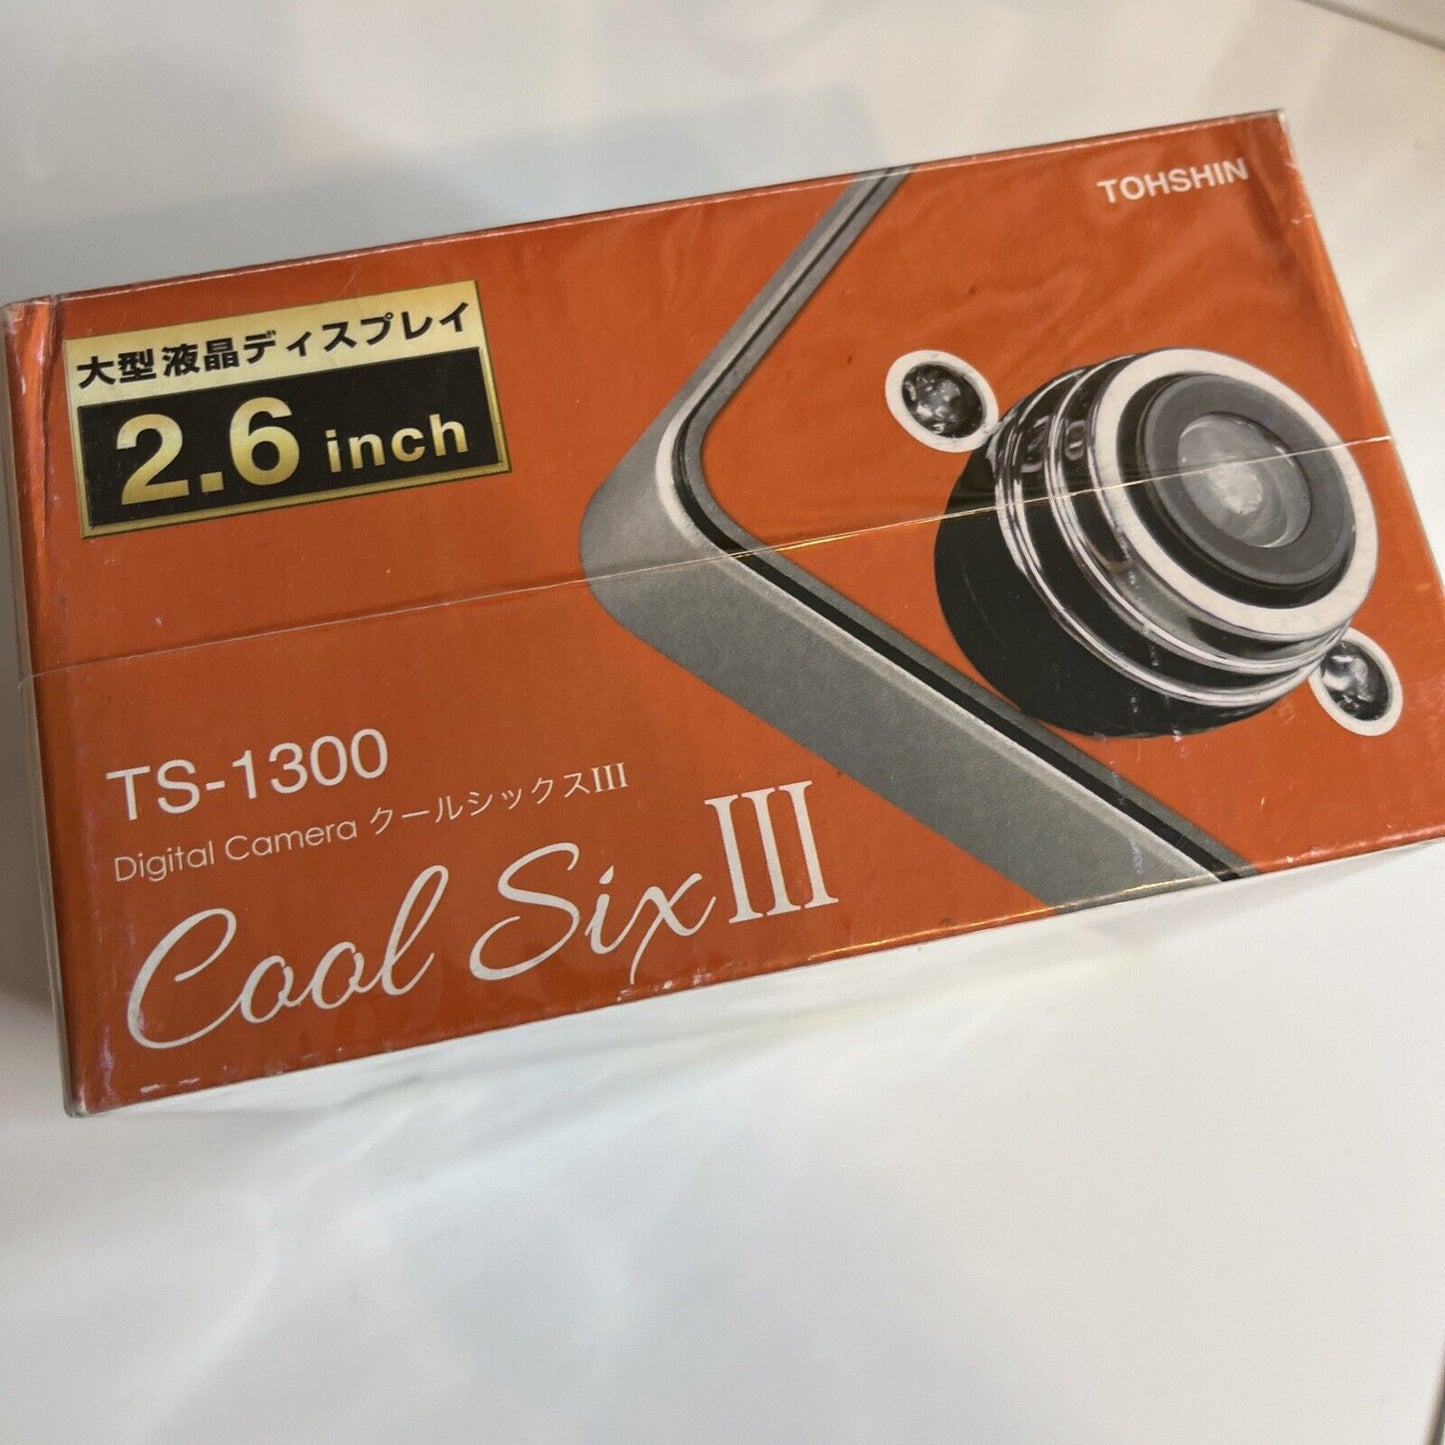 TOHSHIN
大型液晶ディスプレイ
2.6 inch
TS-1300
Digital Camera クールシックスIII
Cool Six III